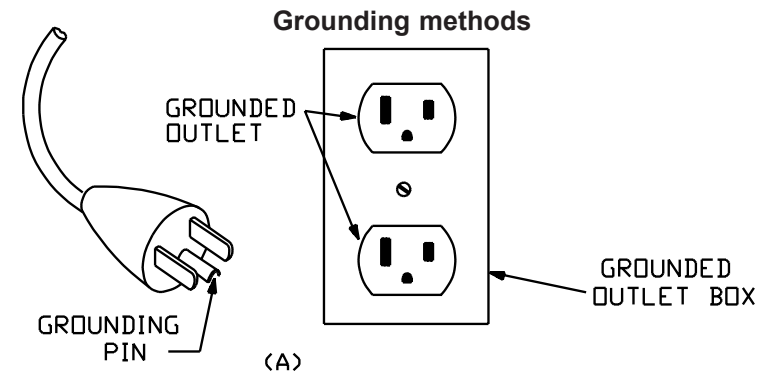 Grounding methods
GROUNDED
OUTLET
GROUNDED
OUTLET BOX
GROUNDING
PIN
(A)